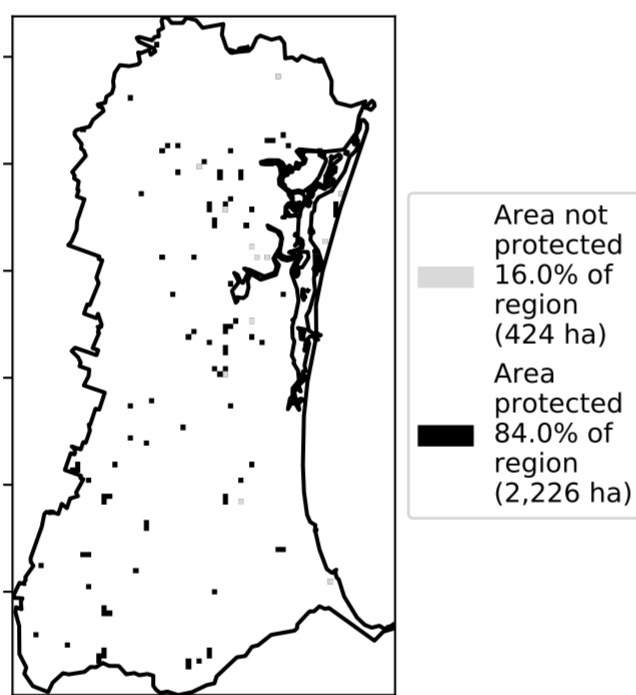 Area not
protected
16.0% of
region
(424 ha)
Area
protected
84.0% of
region
(2,226 ha)